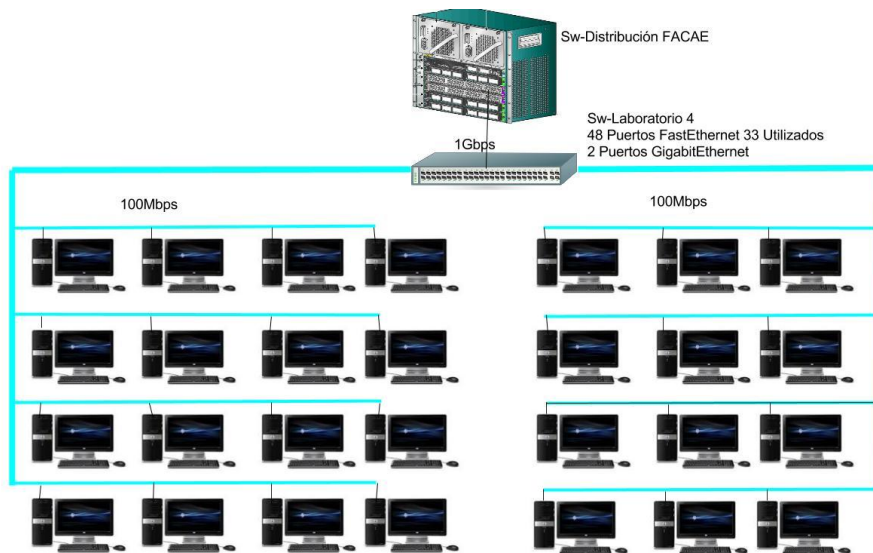 Sw-Distribución FACAE
Sw-Laboratorio 4
48 Puertos FastEthernet 33 Utilizados
2 Puertos GigabitEthernet
1Gbps
100Mbps
100Mbps